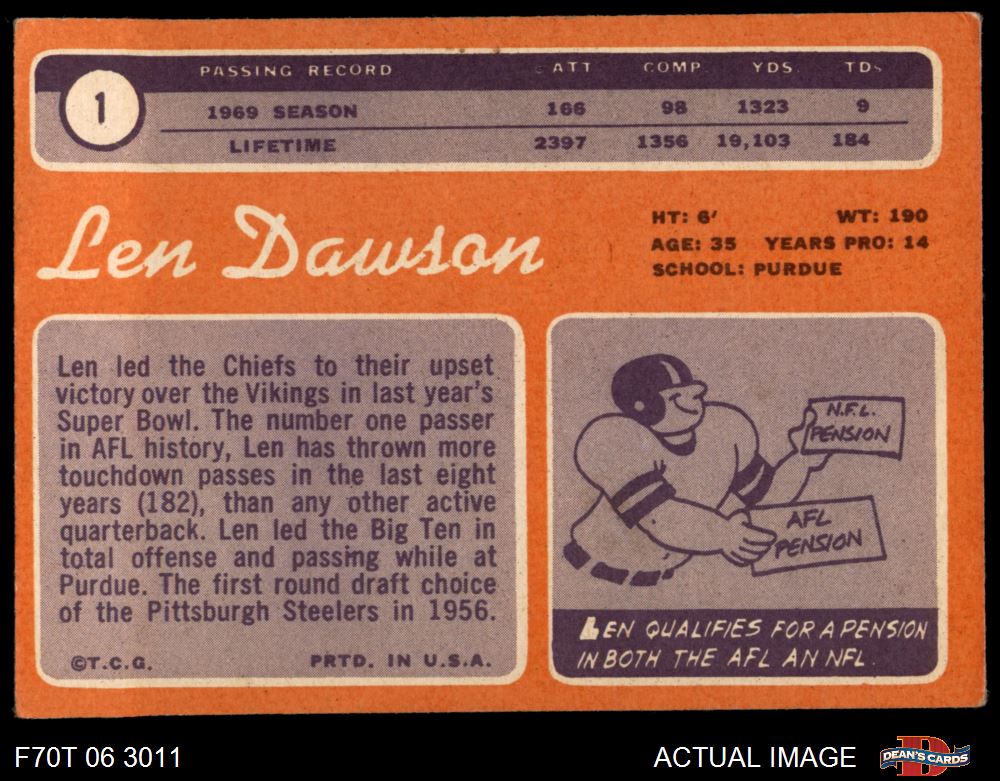 1
PASSING RECORD ATT COMP YDS. TDs
1969 SEASON 166 98 1323 9
LIFETIME 2397 1356 19,103 184
Len Dawson
HT: 6' WT: 190
AGE: 35 YEARS PRO: 14
SCHOOL: PURDUE
Len led the Chiefs to their upset
victory over the Vikings in last year's
Super Bowl. The number one passer
in AFL history, Len has thrown more
touchdown passes in the last eight
years (182), than any other active
quarterback. Len led the Big Ten in
total offense and passing while at
Purdue. The first round draft choice
of the Pittsburgh Steelers in 1956.
©T.C.G. PRTD. IN U.S.A.
N.F.L.
PENSION
AFL
PENSION
LEN QUALIFIES FOR A PENSION
IN BOTH THE AFL AN NFL.
F70T 06 3011 ACTUAL IMAGE DEAN'S CARDS